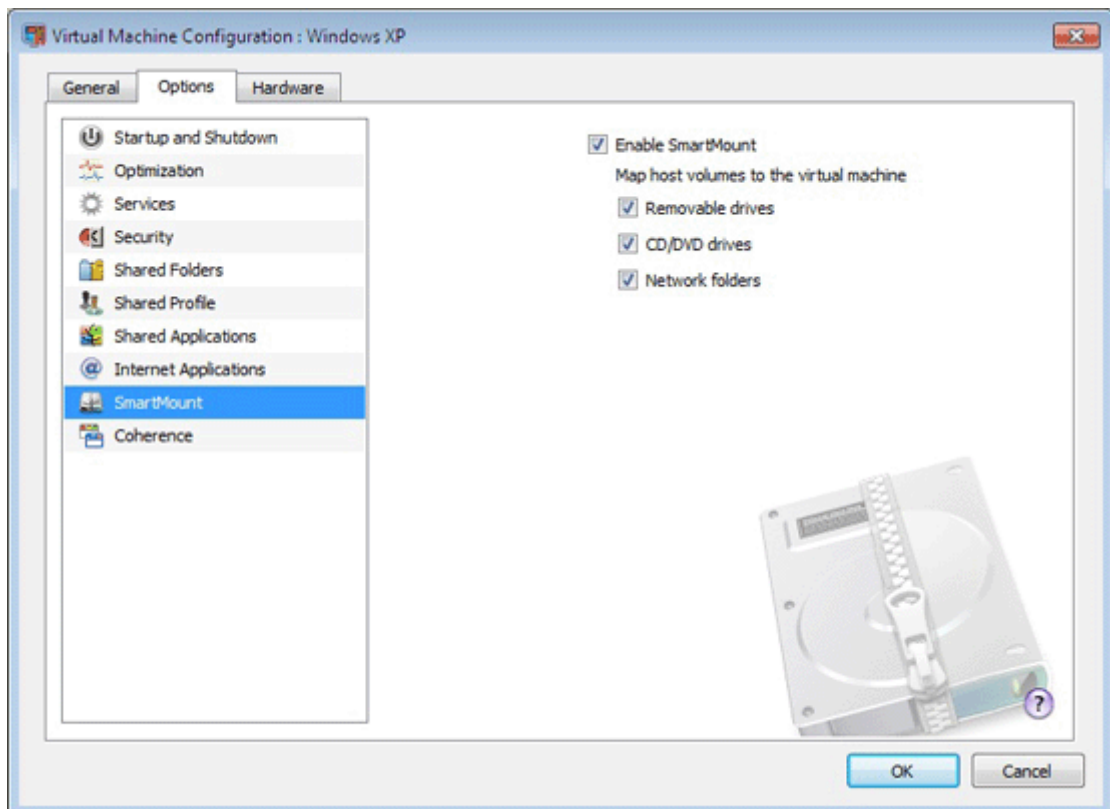 Virtual Machine Configuration : Windows XP
General Options Hardware
Startup and Shutdown
Optimization
Services
Security
Shared Folders
Shared Profile
Shared Applications
Internet Applications
SmartMount
Coherence
Enable SmartMount
Map host volumes to the virtual machine
Removable drives
CD/DVD drives
Network folders
?
OK Cancel